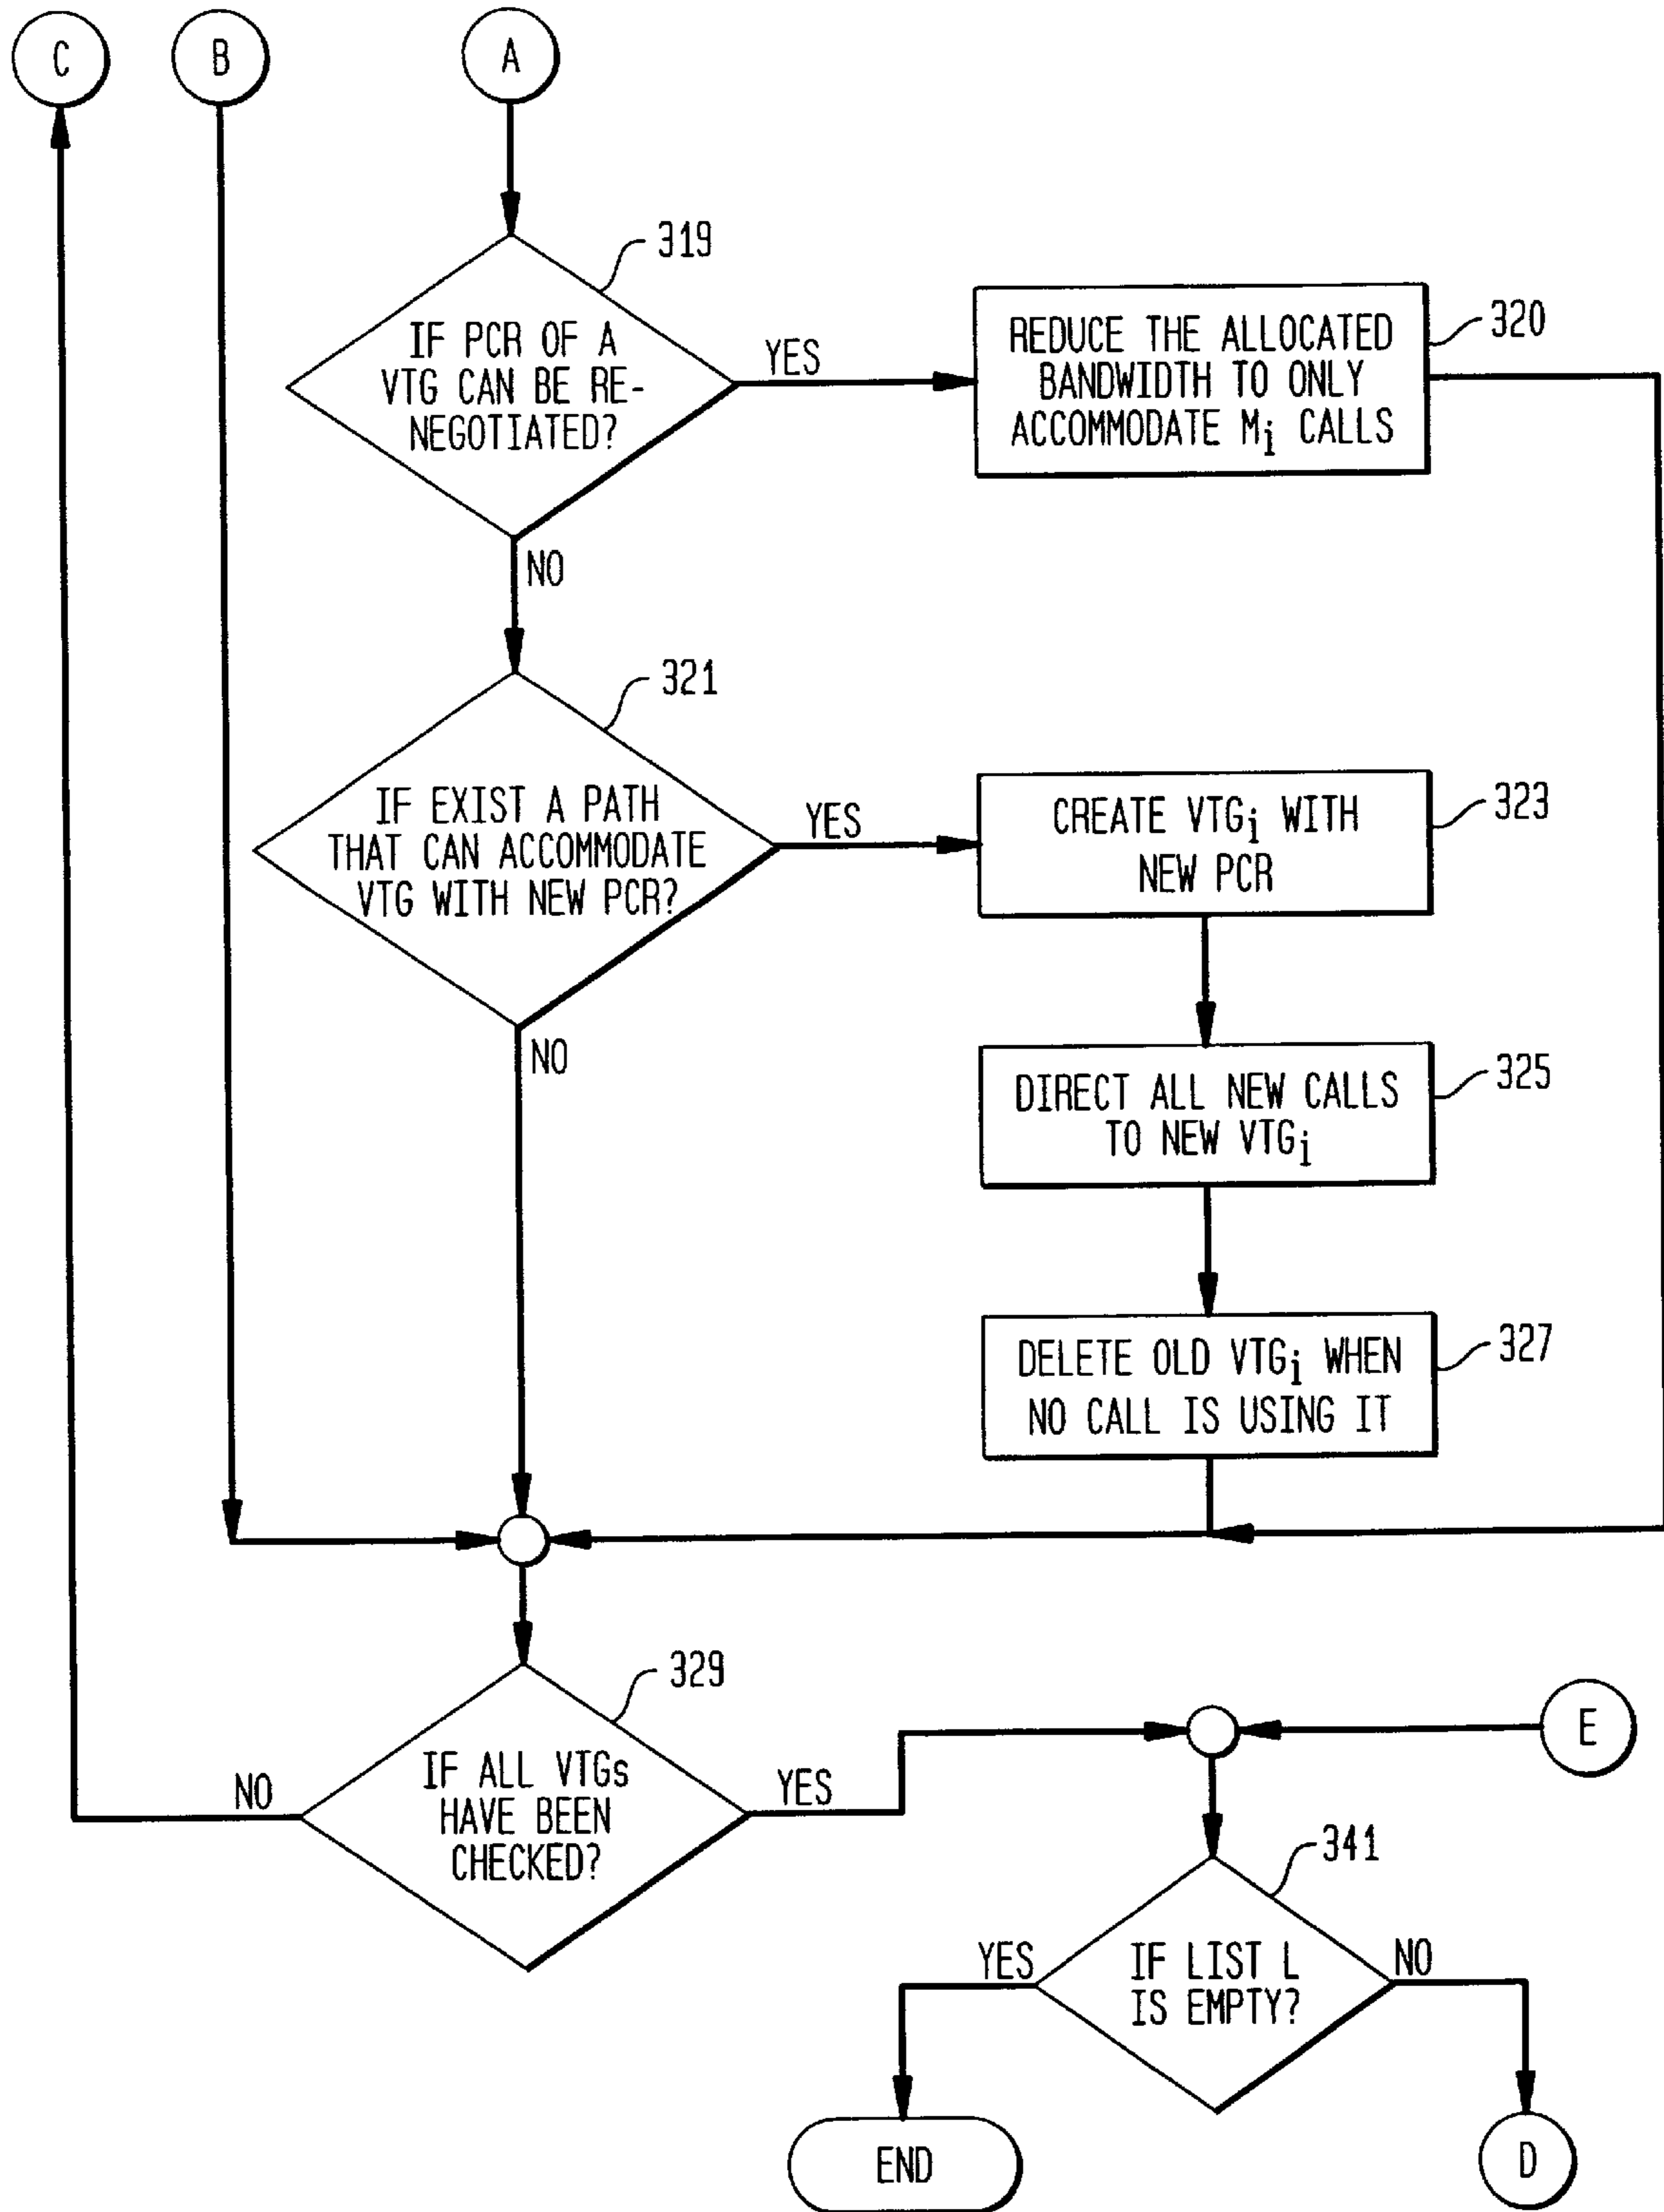 C
B
A
319
IF PCR OF A
VTG CAN BE RE-
NEGOTIATED?
YES
REDUCE THE ALLOCATED
BANDWIDTH TO ONLY
ACCOMMODATE Mi CALLS
320
NO
321
IF EXIST A PATH
THAT CAN ACCOMMODATE
VTG WITH NEW PCR?
YES
CREATE VTGi WITH
NEW PCR
323
NO
DIRECT ALL NEW CALLS
TO NEW VTGi
325
DELETE OLD VTGi WHEN
NO CALL IS USING IT
327
329
IF ALL VTGs
HAVE BEEN
CHECKED?
NO
YES
E
341
IF LIST L
IS EMPTY?
YES
NO
END
D